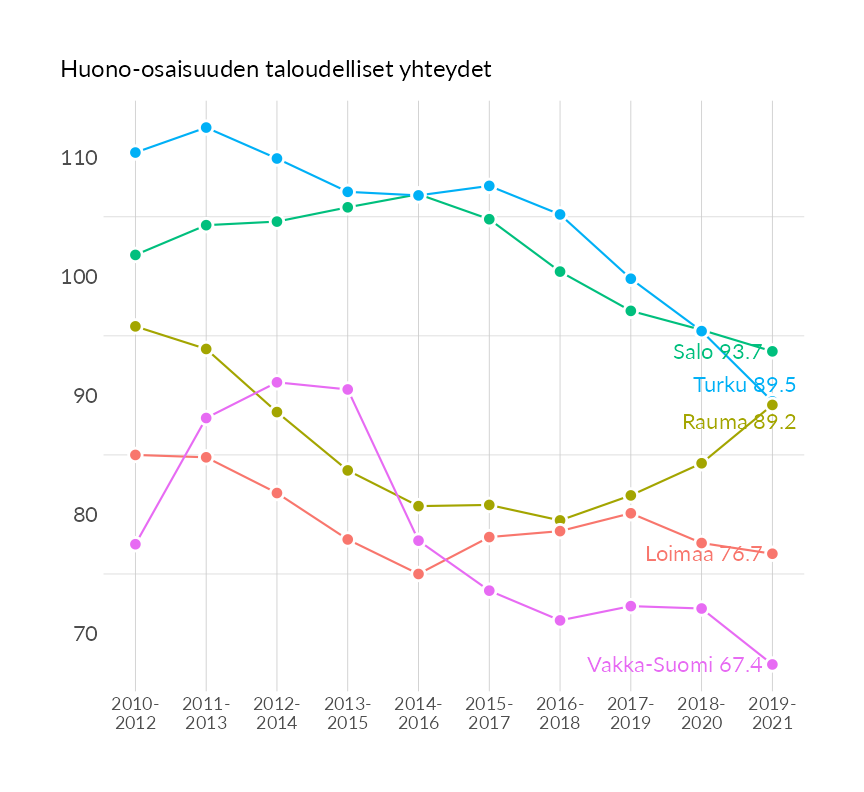 Huono-osaisuuden taloudelliset yhteydet
110
100
90
80
70
Salo 93.7
Turku 89.5
Rauma 89.2
Loimaa 76.7
Vakka-Suomi 67.4
2010- 2011- 2012- 2013- 2014- 2015- 2016- 2017- 2018- 2019-
2012 2013 2014 2015 2016 2017 2018 2019 2020 2021